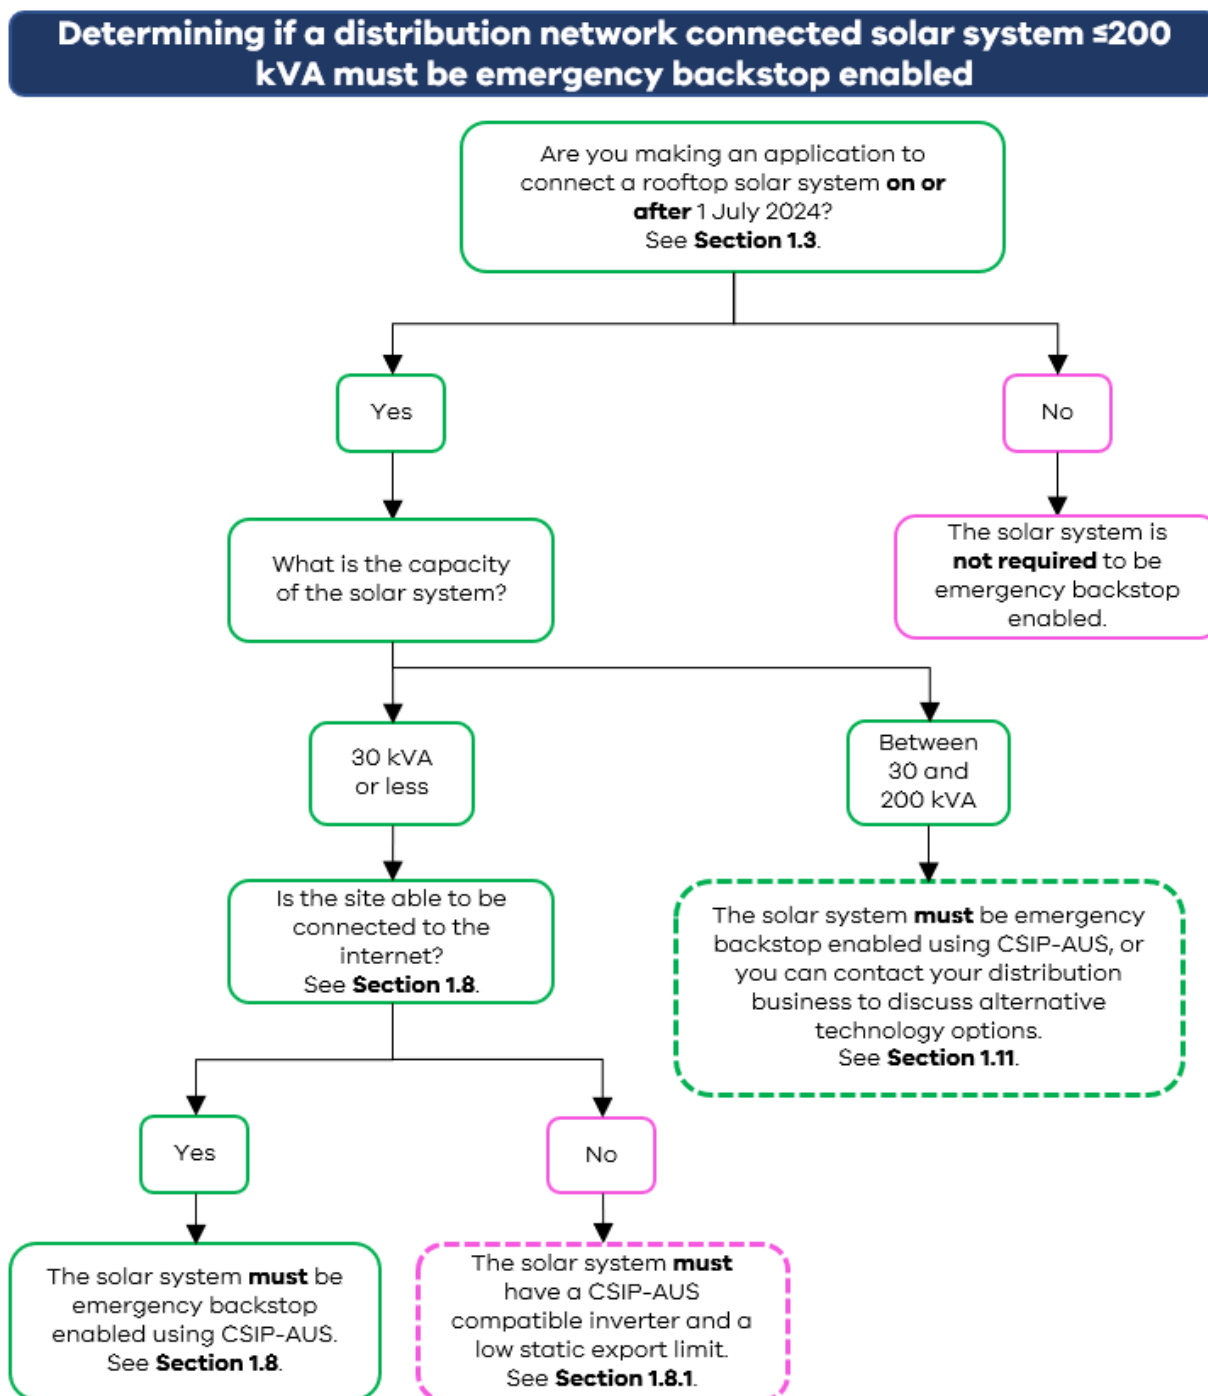 Determining if a distribution network connected solar system ≤200
kVA must be emergency backstop enabled
Are you making an application to
connect a rooftop solar system on or
after 1 July 2024?
See Section 1.3.
Yes
No
What is the capacity
of the solar system?
The solar system is
not required to be
emergency backstop
enabled.
30 kVA
or less
Between
30 and
200 kVA
Is the site able to be
connected to the
internet?
See Section 1.8.
The solar system must be emergency
backstop enabled using CSIP-AUS, or
you can contact your distribution
business to discuss alternative
technology options.
See Section 1.11.
Yes
No
The solar system must be
emergency backstop
enabled using CSIP-AUS.
See Section 1.8.
The solar system must
have a CSIP-AUS
compatible inverter and a
low static export limit.
See Section 1.8.1.